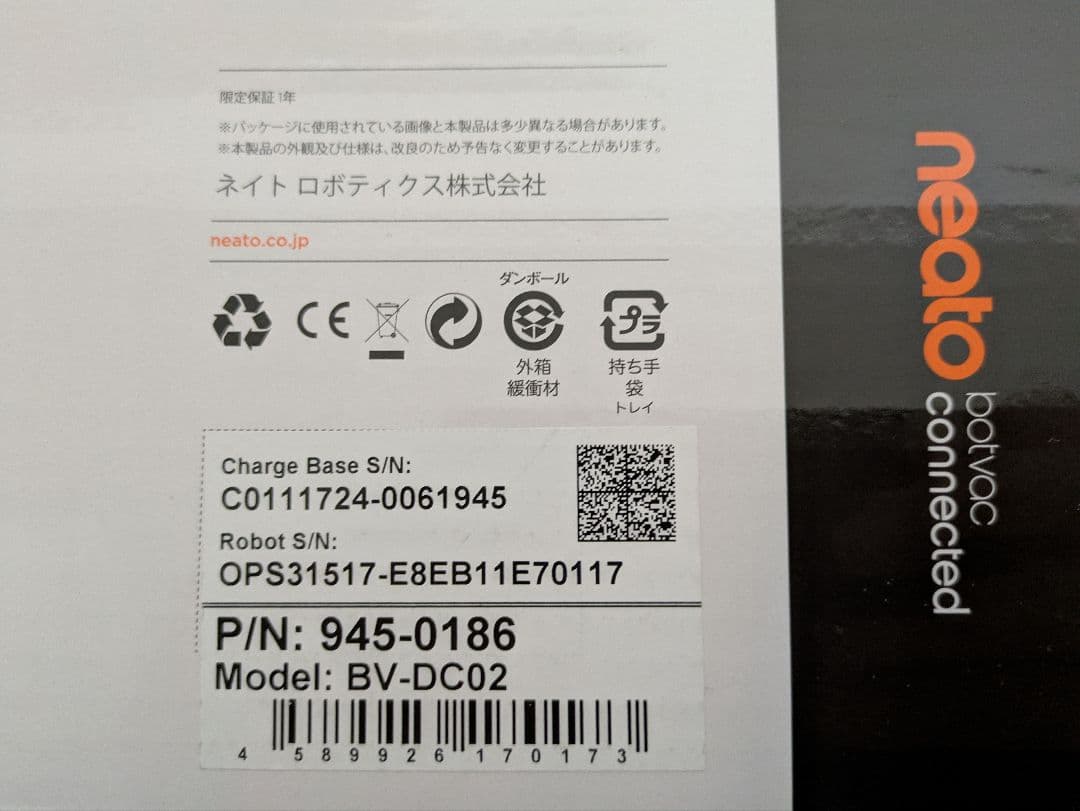 限定保証 1年
※パッケージに使用されている画像と本製品は多少異なる場合があります。
※本製品の外観及び仕様は、改良のため予告なく変更することがあります。
ネイト ロボティクス株式会社
neato.co.jp
ダンボール
CE
プラ
外箱
緩衝材
持ち手
袋
トレイ
Charge Base S/N:
C0111724-0061945
Robot S/N:
OPS31517-E8EB11E70117
P/N: 945-0186
Model: BV-DC02
4 589926 170173
neato
botvac
connected